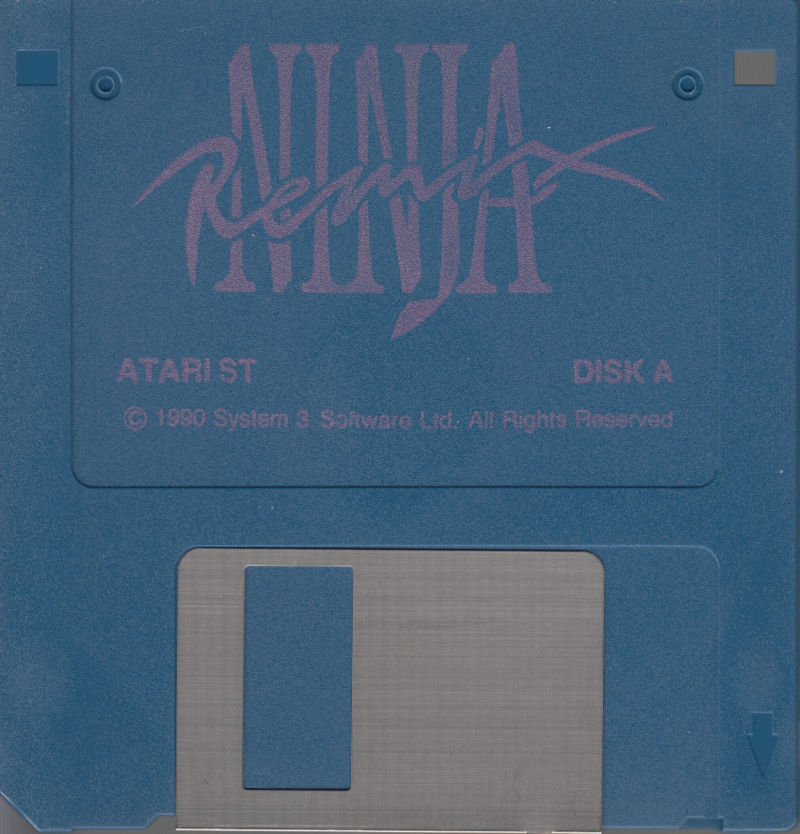 NINJA
Remix
ATARI ST DISK A
© 1990 System 3 Software Ltd. All Rights Reserved